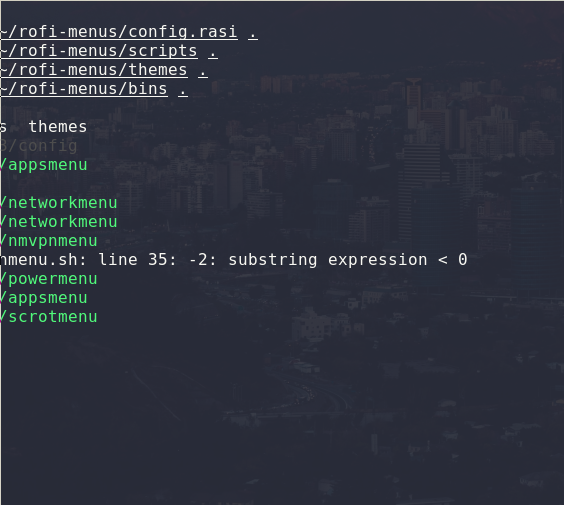 ~/rofi-menus/config.rasi .
~/rofi-menus/scripts .
~/rofi-menus/themes .
~/rofi-menus/bins .
s  themes
3/config
/appsmenu
/networkmenu
/networkmenu
/nmvpnmenu
nmenu.sh: line 35: -2: substring expression < 0
/powermenu
/appsmenu
/scrotmenu